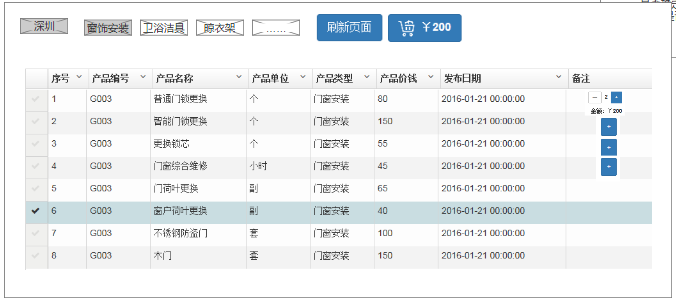 深圳 窗饰安装 卫浴洁具 晾衣架 …… 刷新页面 ￥200
序号 产品编号 产品名称 产品单位 产品类型 产品价钱 发布日期 备注
1 G003 普通门锁更换 个 门窗安装 80 2016-01-21 00:00:00 － 2 +
金额：￥200
2 G003 智能门锁更换 个 门窗安装 150 2016-01-21 00:00:00 +
3 G003 更换锁芯 个 门窗安装 55 2016-01-21 00:00:00 +
4 G003 门窗综合维修 小时 门窗安装 45 2016-01-21 00:00:00 +
5 G003 门荷叶更换 副 门窗安装 65 2016-01-21 00:00:00
6 G003 窗户荷叶更换 副 门窗安装 40 2016-01-21 00:00:00
7 G003 不锈钢防盗门 套 门窗安装 100 2016-01-21 00:00:00
8 G003 木门 套 门窗安装 150 2016-01-21 00:00:00